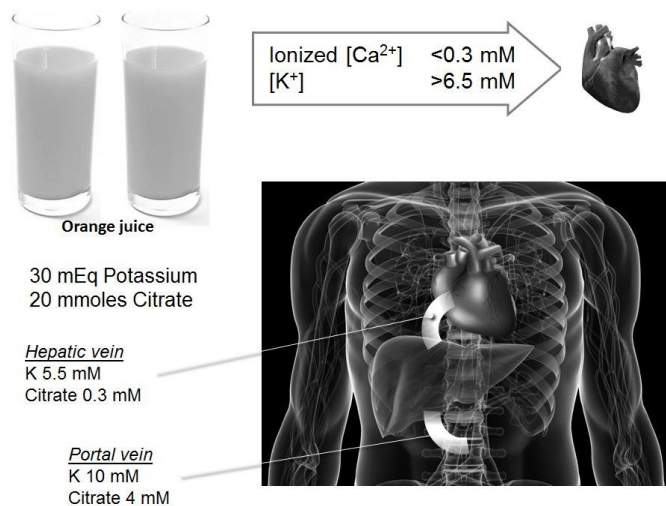 Ionized [Ca²⁺] <0.3 mM
[K⁺] >6.5 mM
Orange juice
30 mEq Potassium
20 mmoles Citrate
Hepatic vein
K 5.5 mM
Citrate 0.3 mM
Portal vein
K 10 mM
Citrate 4 mM